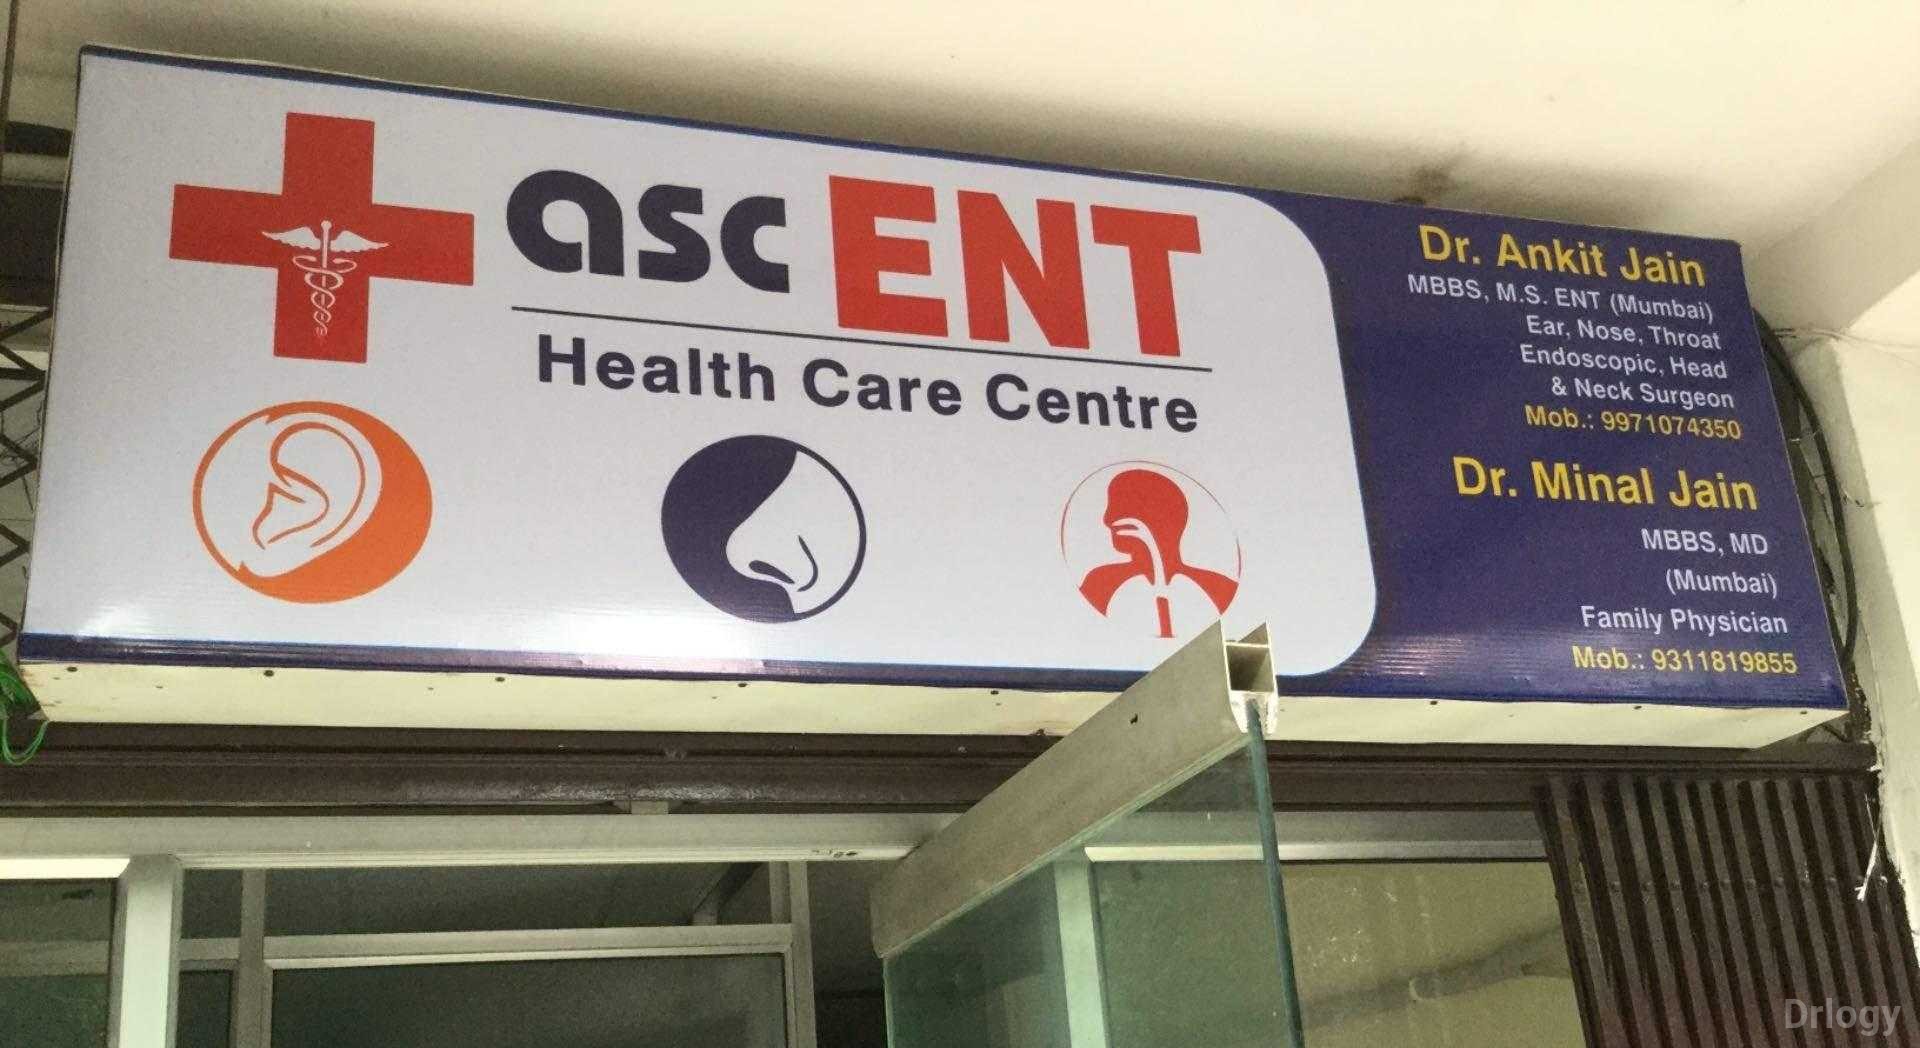 asc ENT
Health Care Centre
Dr. Ankit Jain
MBBS, M.S. ENT (Mumbai)
Ear, Nose, Throat
Endoscopic, Head
& Neck Surgeon
Mob.: 9971074350
Dr. Minal Jain
MBBS, MD
(Mumbai)
Family Physician
Mob.: 9311819855
Drlogy